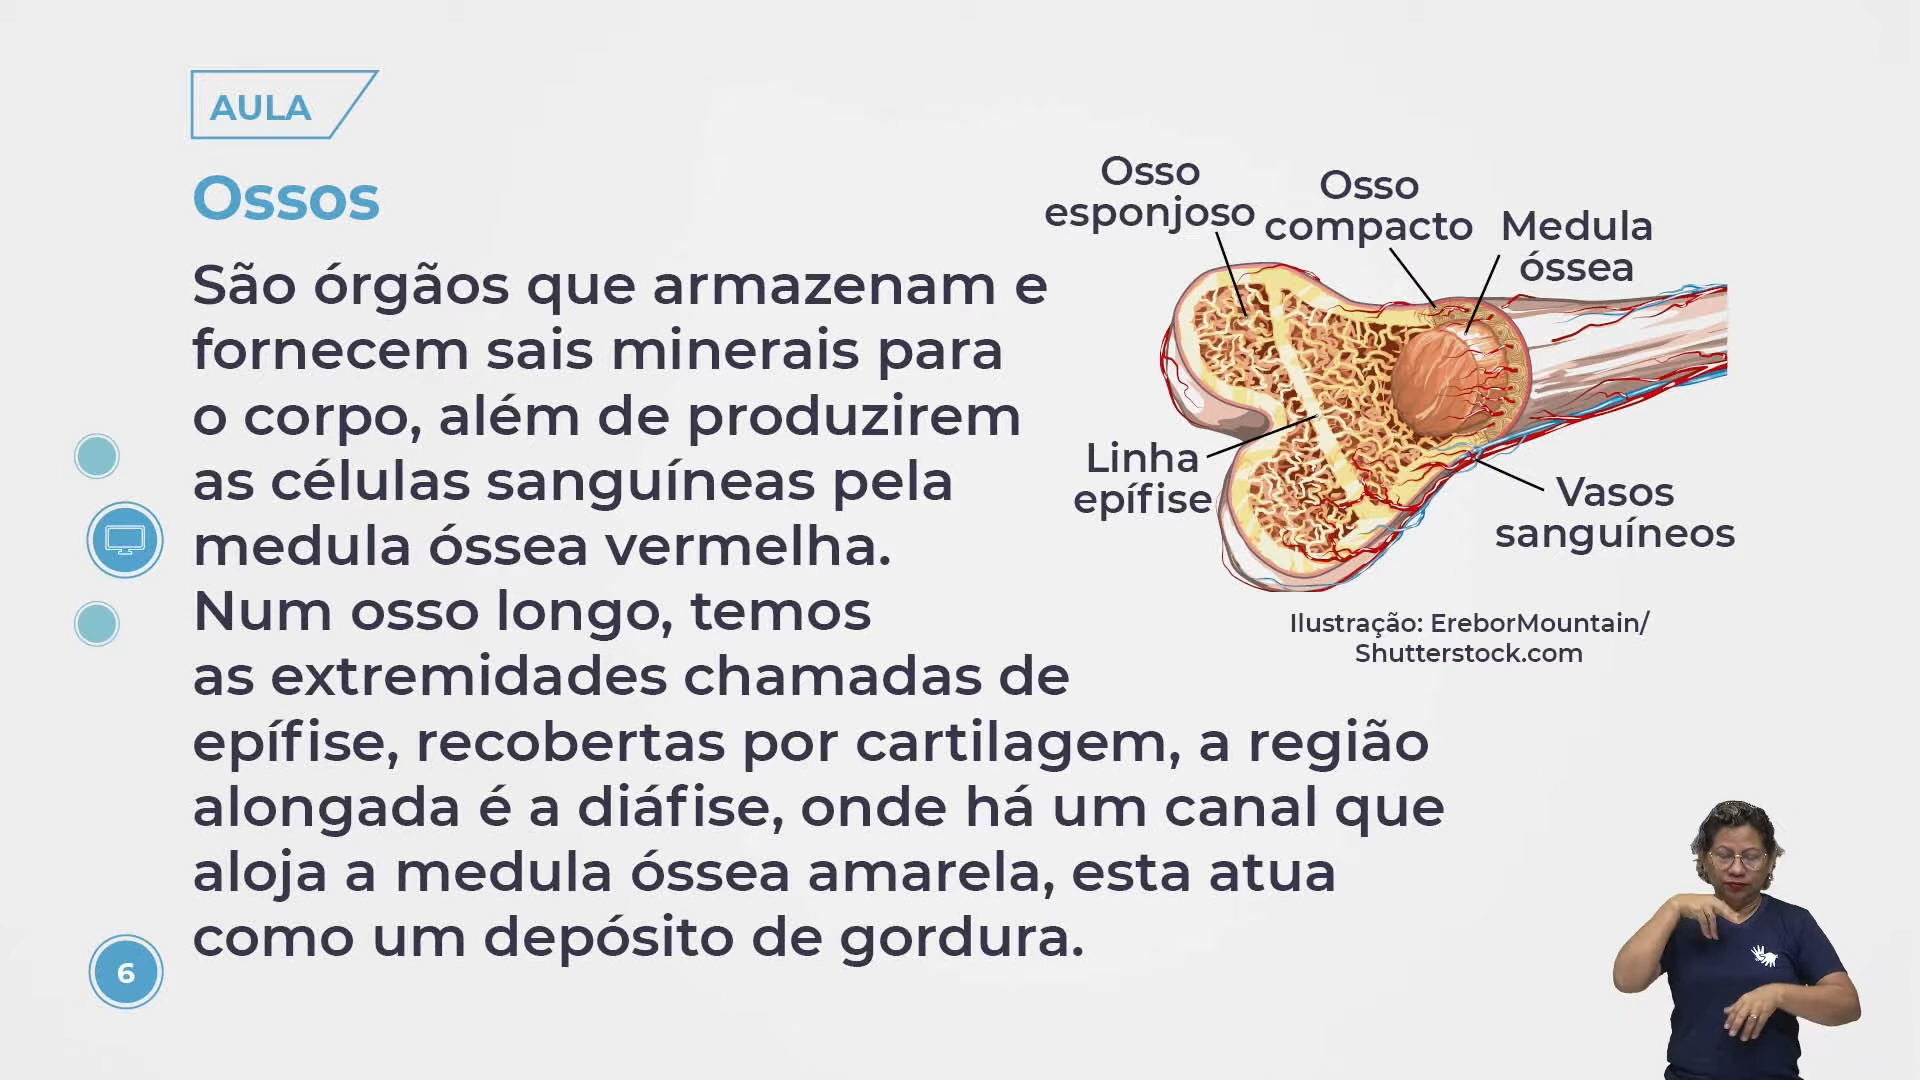 AULA
Ossos
São órgãos que armazenam e
fornecem sais minerais para
o corpo, além de produzirem
as células sanguíneas pela
medula óssea vermelha.
Num osso longo, temos
as extremidades chamadas de
epífise, recobertas por cartilagem, a região
alongada é a diáfise, onde há um canal que
aloja a medula óssea amarela, esta atua
como um depósito de gordura.
Osso
esponjoso
Osso
compacto
Medula
óssea
Linha
epífise
Vasos
sanguíneos
Ilustração: EreborMountain/
Shutterstock.com
6